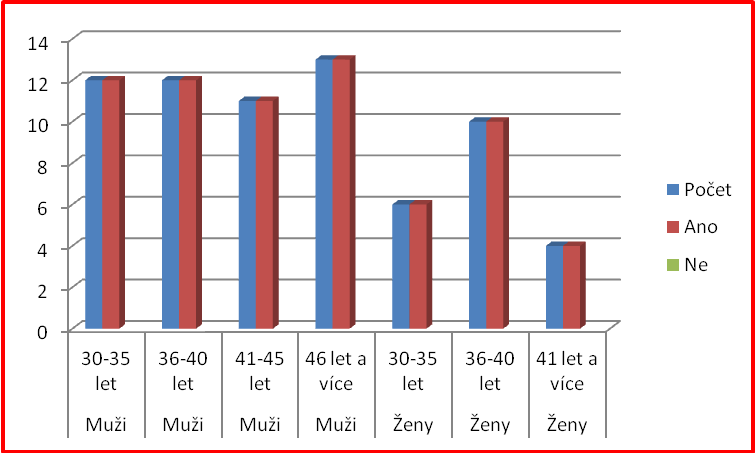 14
12
10
8
6
4
2
0
30-35 let
36-40 let
41-45 let
46 let a více
30-35 let
36-40 let
41 let a více
Muži
Muži
Muži
Muži
Ženy
Ženy
Ženy
Počet
Ano
Ne